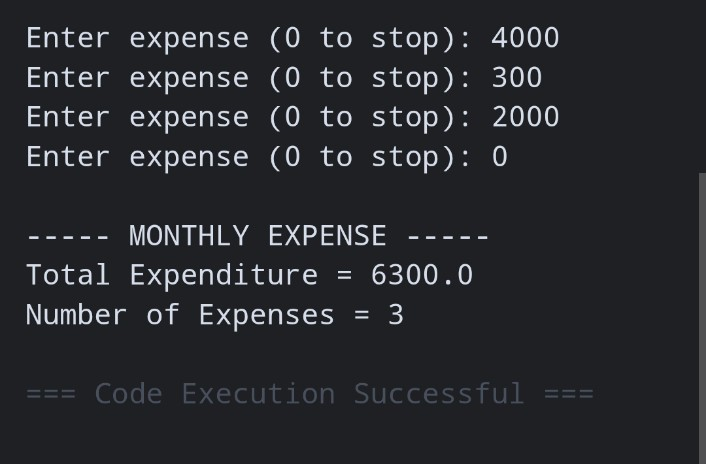 Enter expense (0 to stop): 4000
Enter expense (0 to stop): 300
Enter expense (0 to stop): 2000
Enter expense (0 to stop): 0
----- MONTHLY EXPENSE -----
Total Expenditure = 6300.0
Number of Expenses = 3
=== Code Execution Successful ===